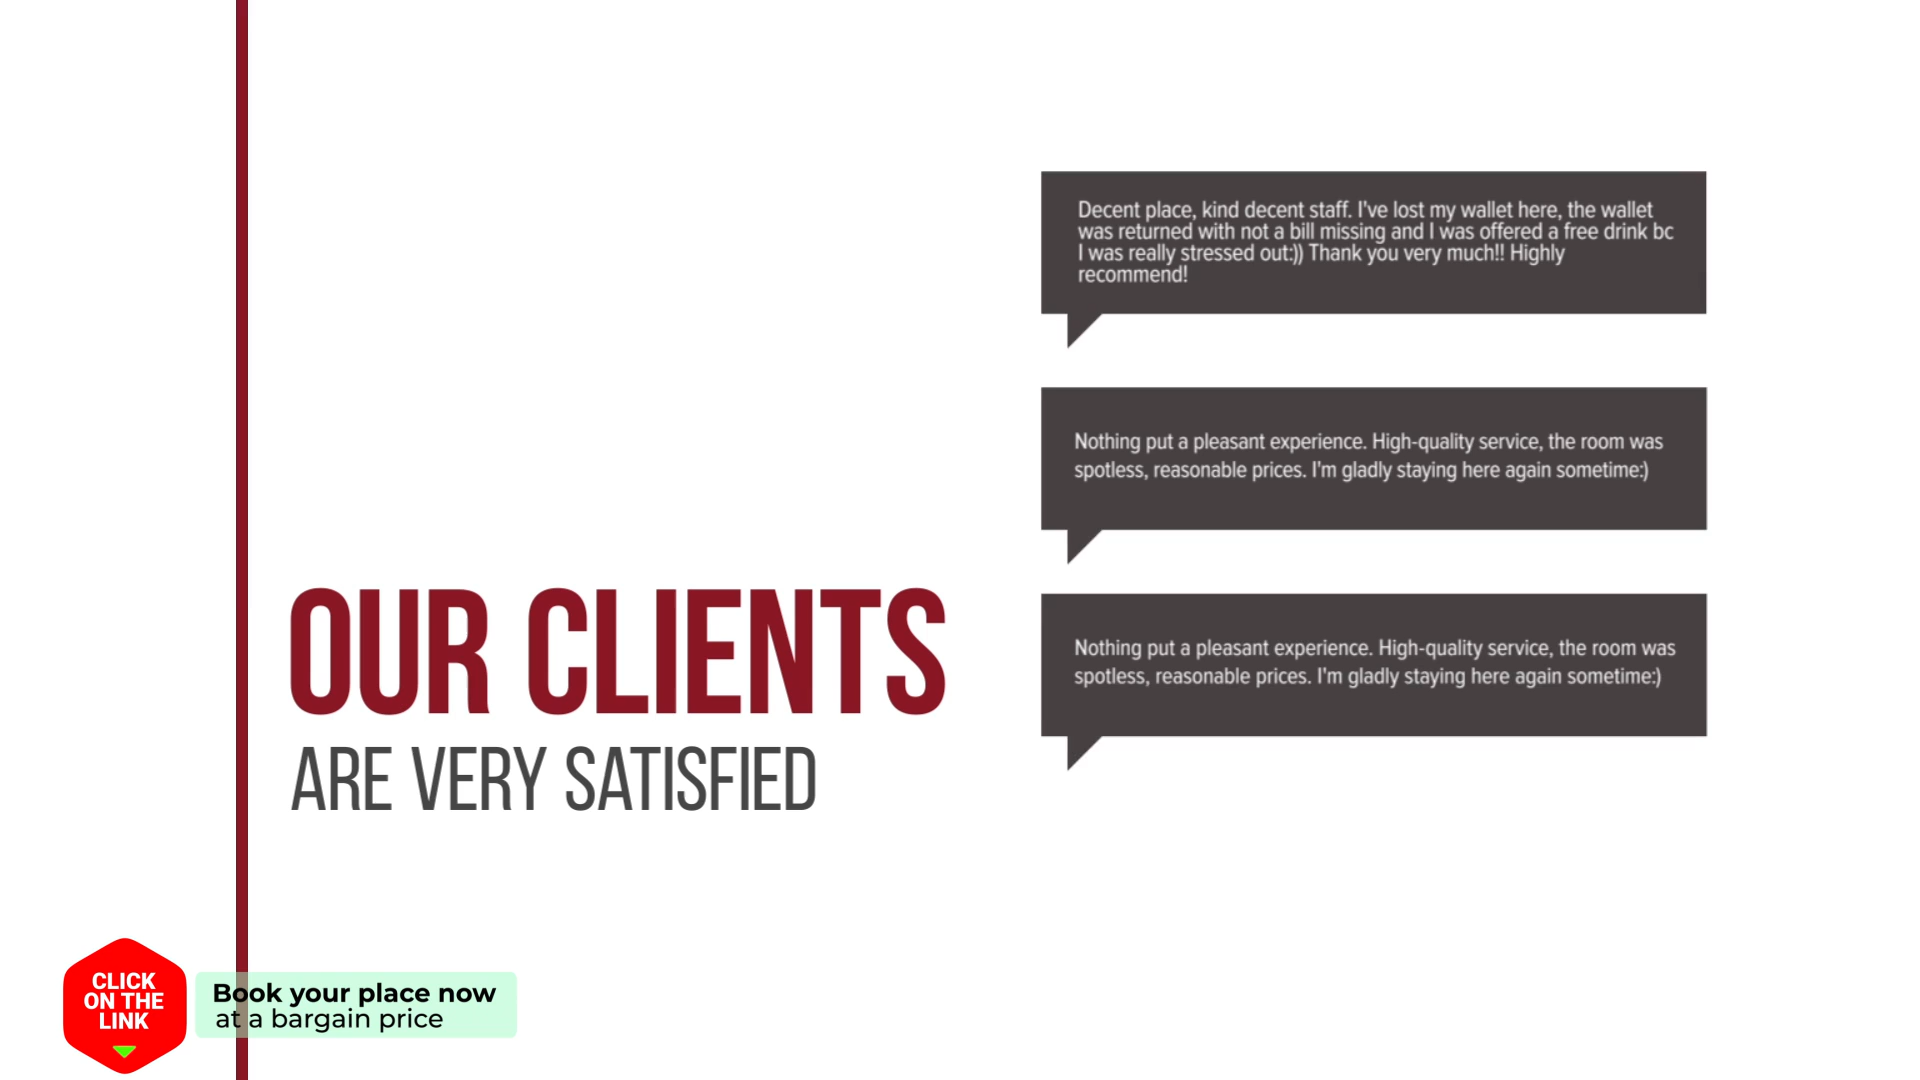 Decent place, kind decent staff. I've lost my wallet here, the wallet
was returned with not a bill missing and I was offered a free drink bc
I was really stressed out:)) Thank you very much!! Highly
recommend!
Nothing put a pleasant experience. High-quality service, the room was
spotless, reasonable prices. I'm gladly staying here again sometime:)
Nothing put a pleasant experience. High-quality service, the room was
spotless, reasonable prices. I'm gladly staying here again sometime:)
OUR CLIENTS
ARE VERY SATISFIED
CLICK
ON THE
LINK
Book your place now
at a bargain price